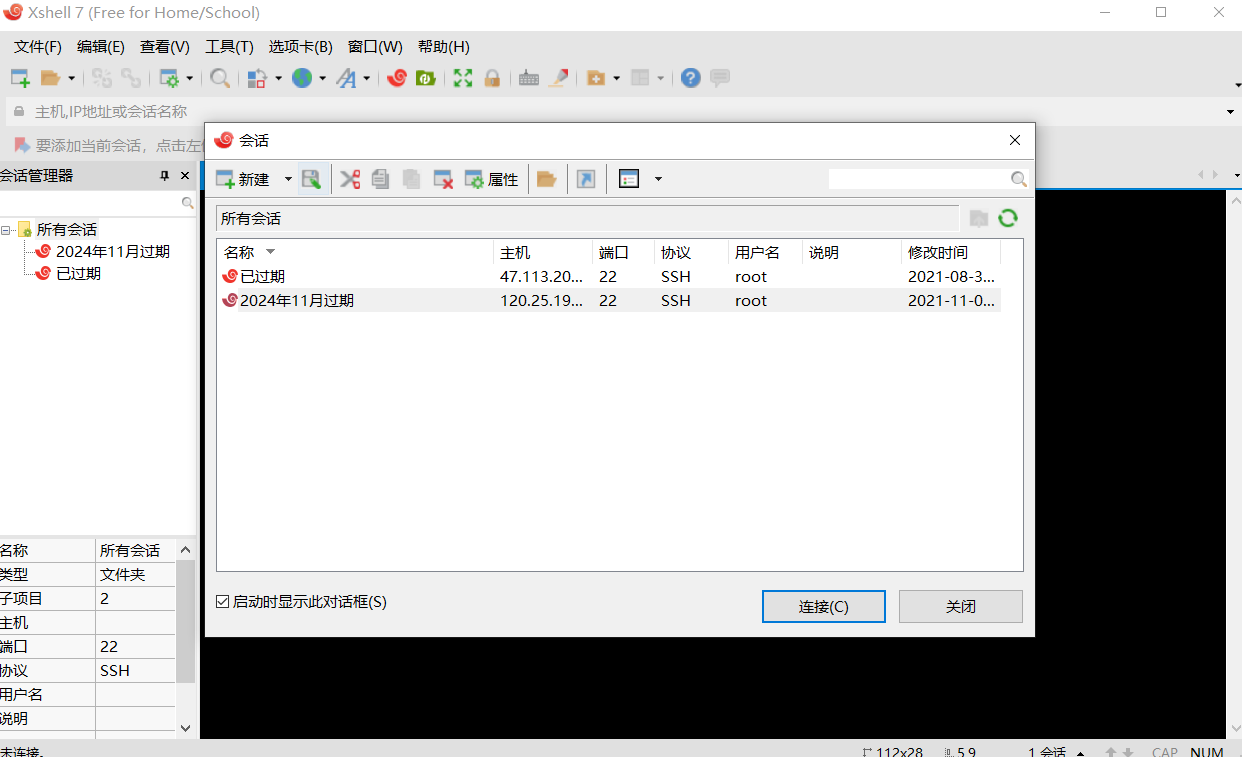 Xshell 7 (Free for Home/School)
文件(F) 编辑(E) 查看(V) 工具(T) 选项卡(B) 窗口(W) 帮助(H)
主机,IP地址或会话名称
要添加当前会话，点击左
会话管理器
所有会话
2024年11月过期
已过期
名称 所有会话
类型 文件夹
子项目 2
主机
端口 22
协议 SSH
用户名
说明
会话
新建 属性
所有会话
名称 主机 端口 协议 用户名 说明 修改时间
已过期 47.113.20... 22 SSH root 2021-08-3...
2024年11月过期 120.25.19... 22 SSH root 2021-11-0...
启动时显示此对话框(S) 连接(C) 关闭
未连接。 112x28 5,9 1 会话 CAP NUM